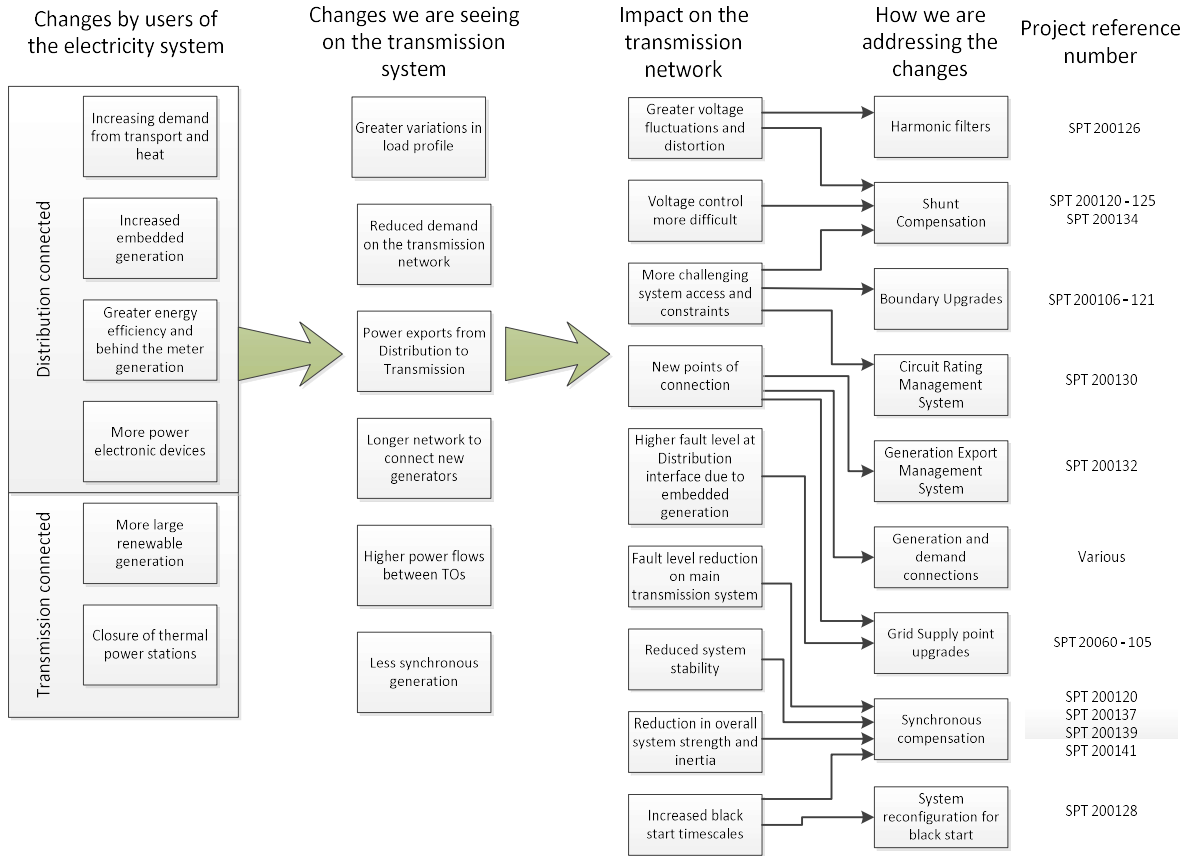 Changes by users of
the electricity system
Changes we are seeing
on the transmission
system
Impact on the
transmission
network
How we are
addressing the
changes
Project reference
number
Distribution connected
Increasing demand
from transport and
heat
Increased
embedded
generation
Greater energy
efficiency and
behind the meter
generation
More power
electronic devices
Transmission connected
More large
renewable
generation
Closure of thermal
power stations
Greater variations in
load profile
Reduced demand
on the transmission
network
Power exports from
Distribution to
Transmission
Longer network to
connect new
generators
Higher power flows
between TOs
Less synchronous
generation
Greater voltage
fluctuations and
distortion
Voltage control
more difficult
More challenging
system access and
constraints
New points of
connection
Higher fault level at
Distribution
interface due to
embedded
generation
Fault level reduction
on main
transmission system
Reduced system
stability
Reduction in overall
system strength and
inertia
Increased black
start timescales
Harmonic filters
Shunt
Compensation
Boundary Upgrades
Circuit Rating
Management
System
Generation Export
Management
System
Generation and
demand
connections
Grid Supply point
upgrades
Synchronous
compensation
System
reconfiguration for
black start
SPT 200126
SPT 200120 - 125
SPT 200134
SPT 200106 - 121
SPT 200130
SPT 200132
Various
SPT 20060 - 105
SPT 200120
SPT 200137
SPT 200139
SPT 200141
SPT 200128